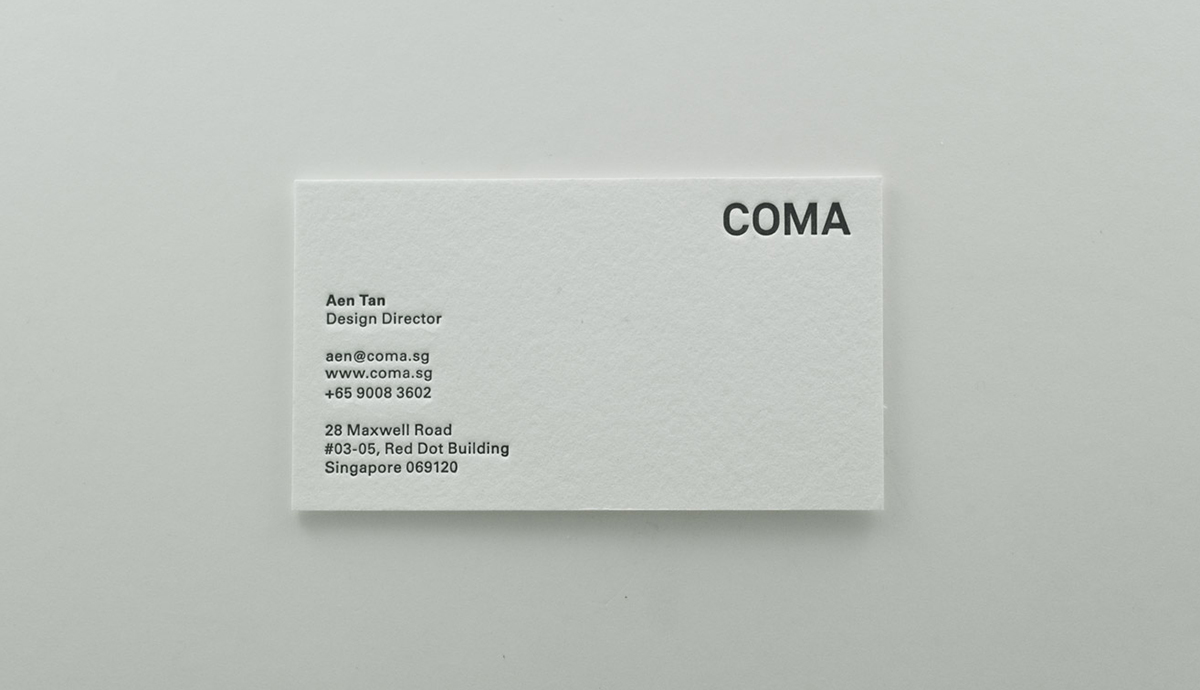 COMA
Aen Tan
Design Director
aen@coma.sg
www.coma.sg
+65 9008 3602
28 Maxwell Road
#03-05, Red Dot Building
Singapore 069120